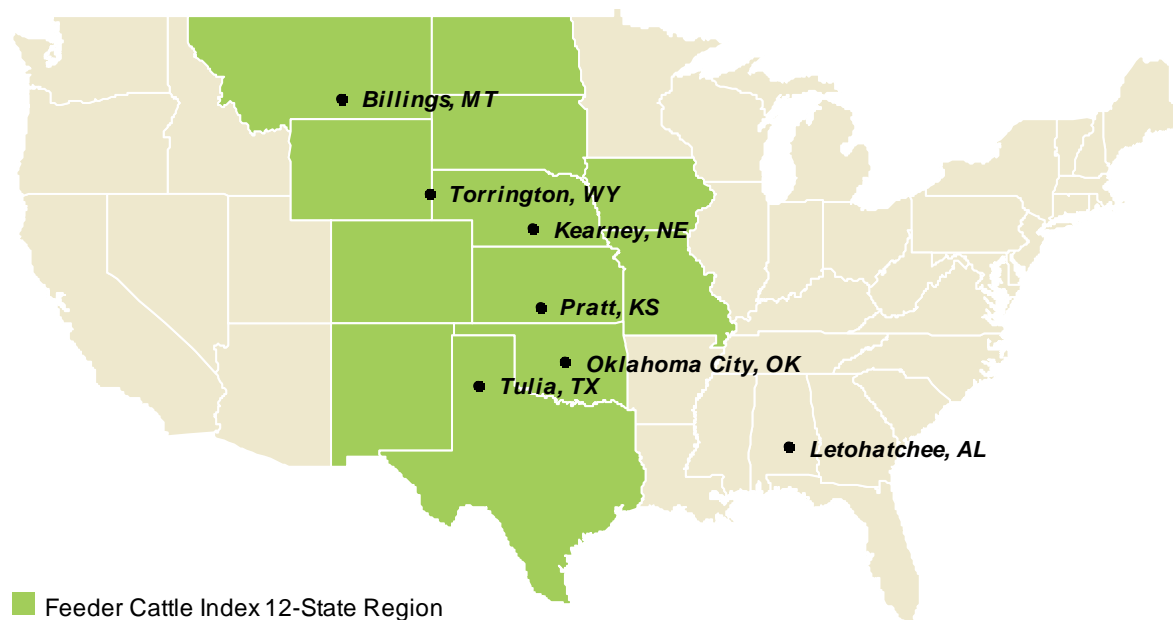 Billings, MT
Torrington, WY
Kearney, NE
Pratt, KS
Oklahoma City, OK
Tulia, TX
Letohatchee, AL
Feeder Cattle Index 12-State Region